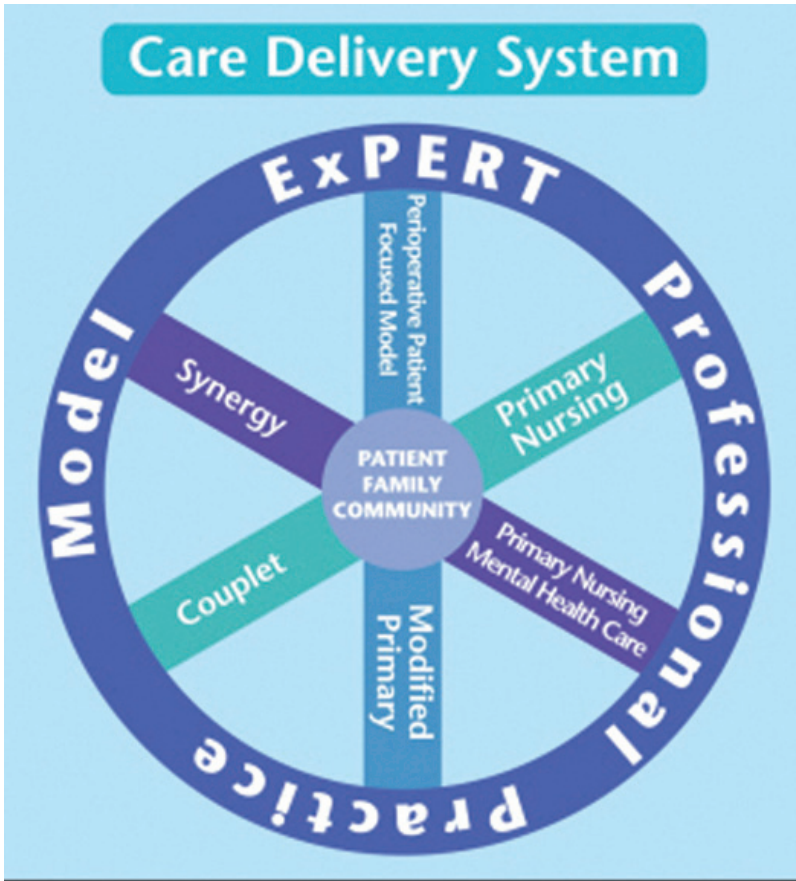 Care Delivery System
ExPERT Professional Practice Model
Perioperative Patient
Focused Model
Primary
Nursing
Primary Nursing
Mental Health Care
Modified
Primary
Couplet
Synergy
PATIENT
FAMILY
COMMUNITY